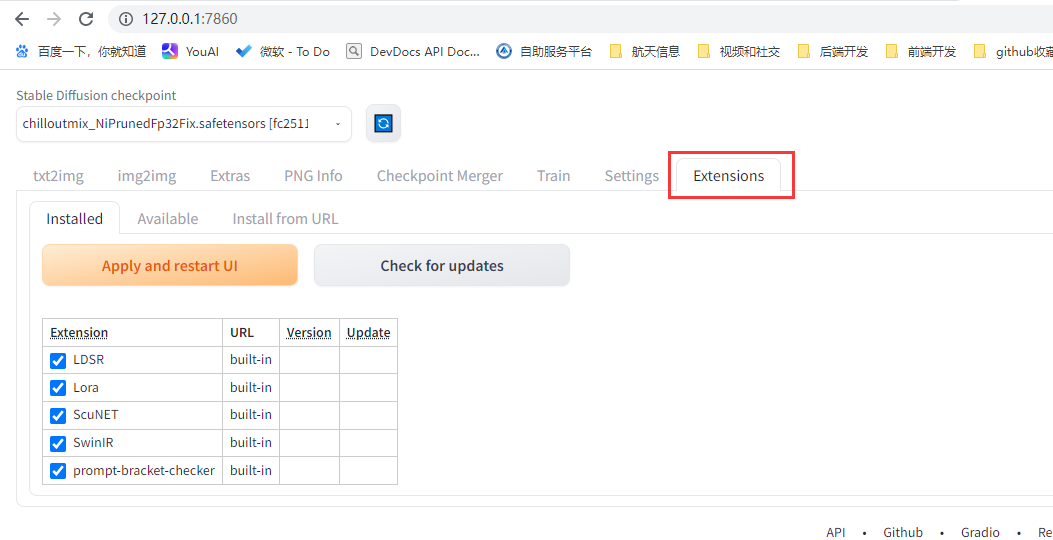 127.0.0.1:7860
百度一下，你就知道 YouAI 微软 - To Do DevDocs API Doc... 自助服务平台 航天信息 视频和社交 后端开发 前端开发 github收藏
Stable Diffusion checkpoint
chilloutmix_NiPrunedFp32Fix.safetensors [fc2511
txt2img img2img Extras PNG Info Checkpoint Merger Train Settings Extensions
Installed Available Install from URL
Apply and restart UI Check for updates
Extension URL Version Update
LDSR built-in
Lora built-in
ScuNET built-in
SwinIR built-in
prompt-bracket-checker built-in
API • Github • Gradio • Re